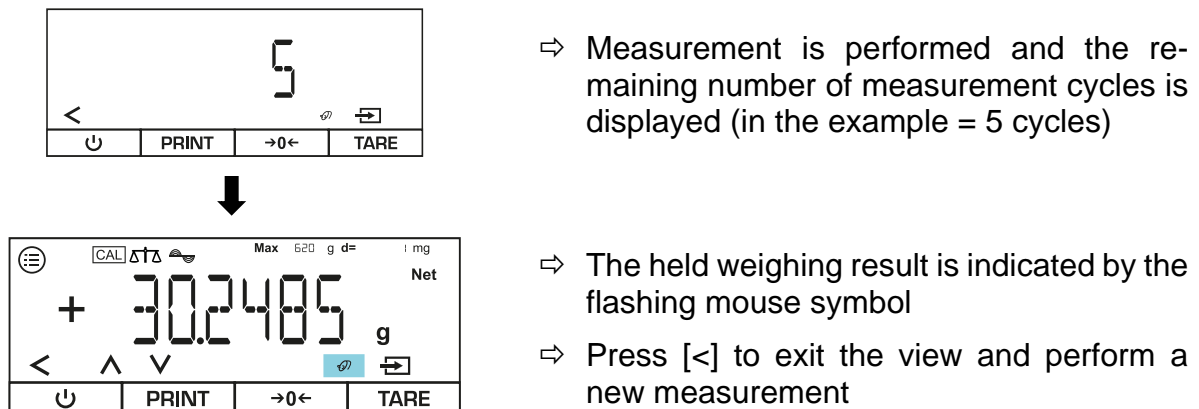 5
<
PRINT →0← TARE
⇨ Measurement is performed and the re-
maining number of measurement cycles is
displayed (in the example = 5 cycles)
CAL Max 620 g d= 1 mg
Net
+ 30.2485 g
< ∧ ∨
PRINT →0← TARE
⇨ The held weighing result is indicated by the
flashing mouse symbol
⇨ Press [<] to exit the view and perform a
new measurement